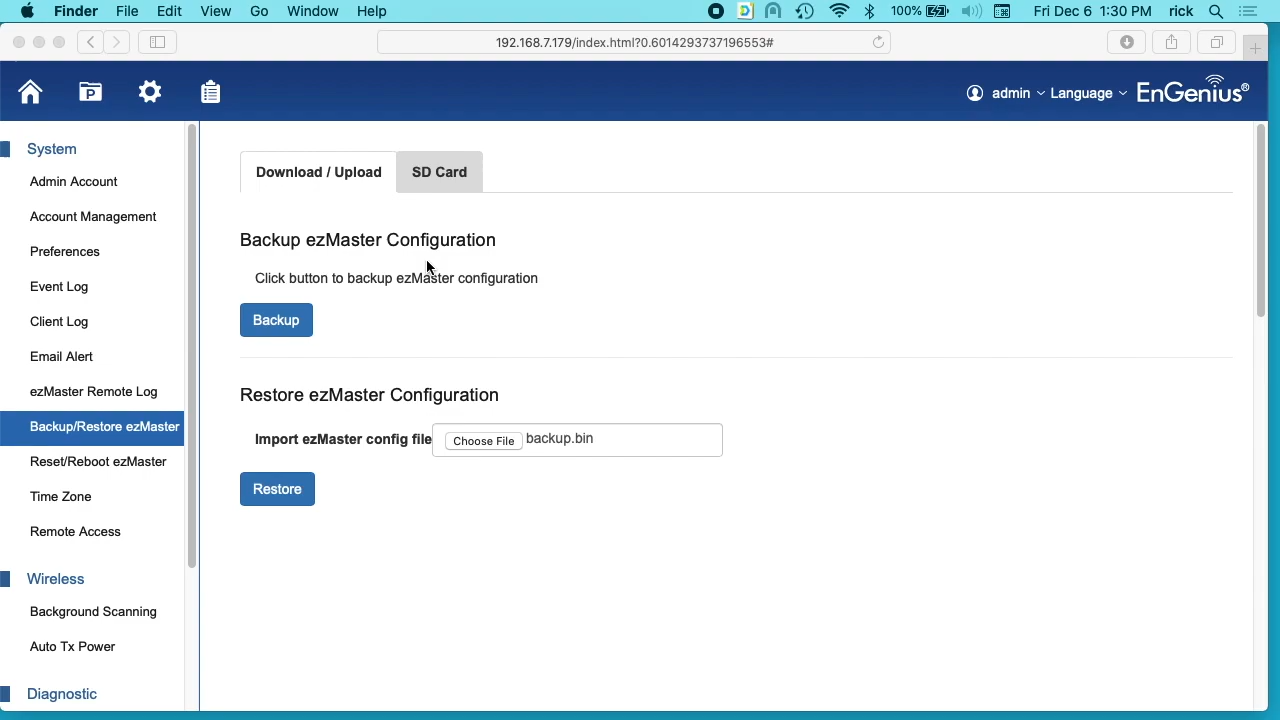 Finder File Edit View Go Window Help 100% Fri Dec 6 1:30 PM rick
192.168.7.179/index.html?0.6014293737196553#
P admin Language EnGenius®
System
Admin Account
Account Management
Preferences
Event Log
Client Log
Email Alert
ezMaster Remote Log
Backup/Restore ezMaster
Reset/Reboot ezMaster
Time Zone
Remote Access
Wireless
Background Scanning
Auto Tx Power
Diagnostic
Download / Upload SD Card
Backup ezMaster Configuration
Click button to backup ezMaster configuration
Backup
Restore ezMaster Configuration
Import ezMaster config file Choose File backup.bin
Restore